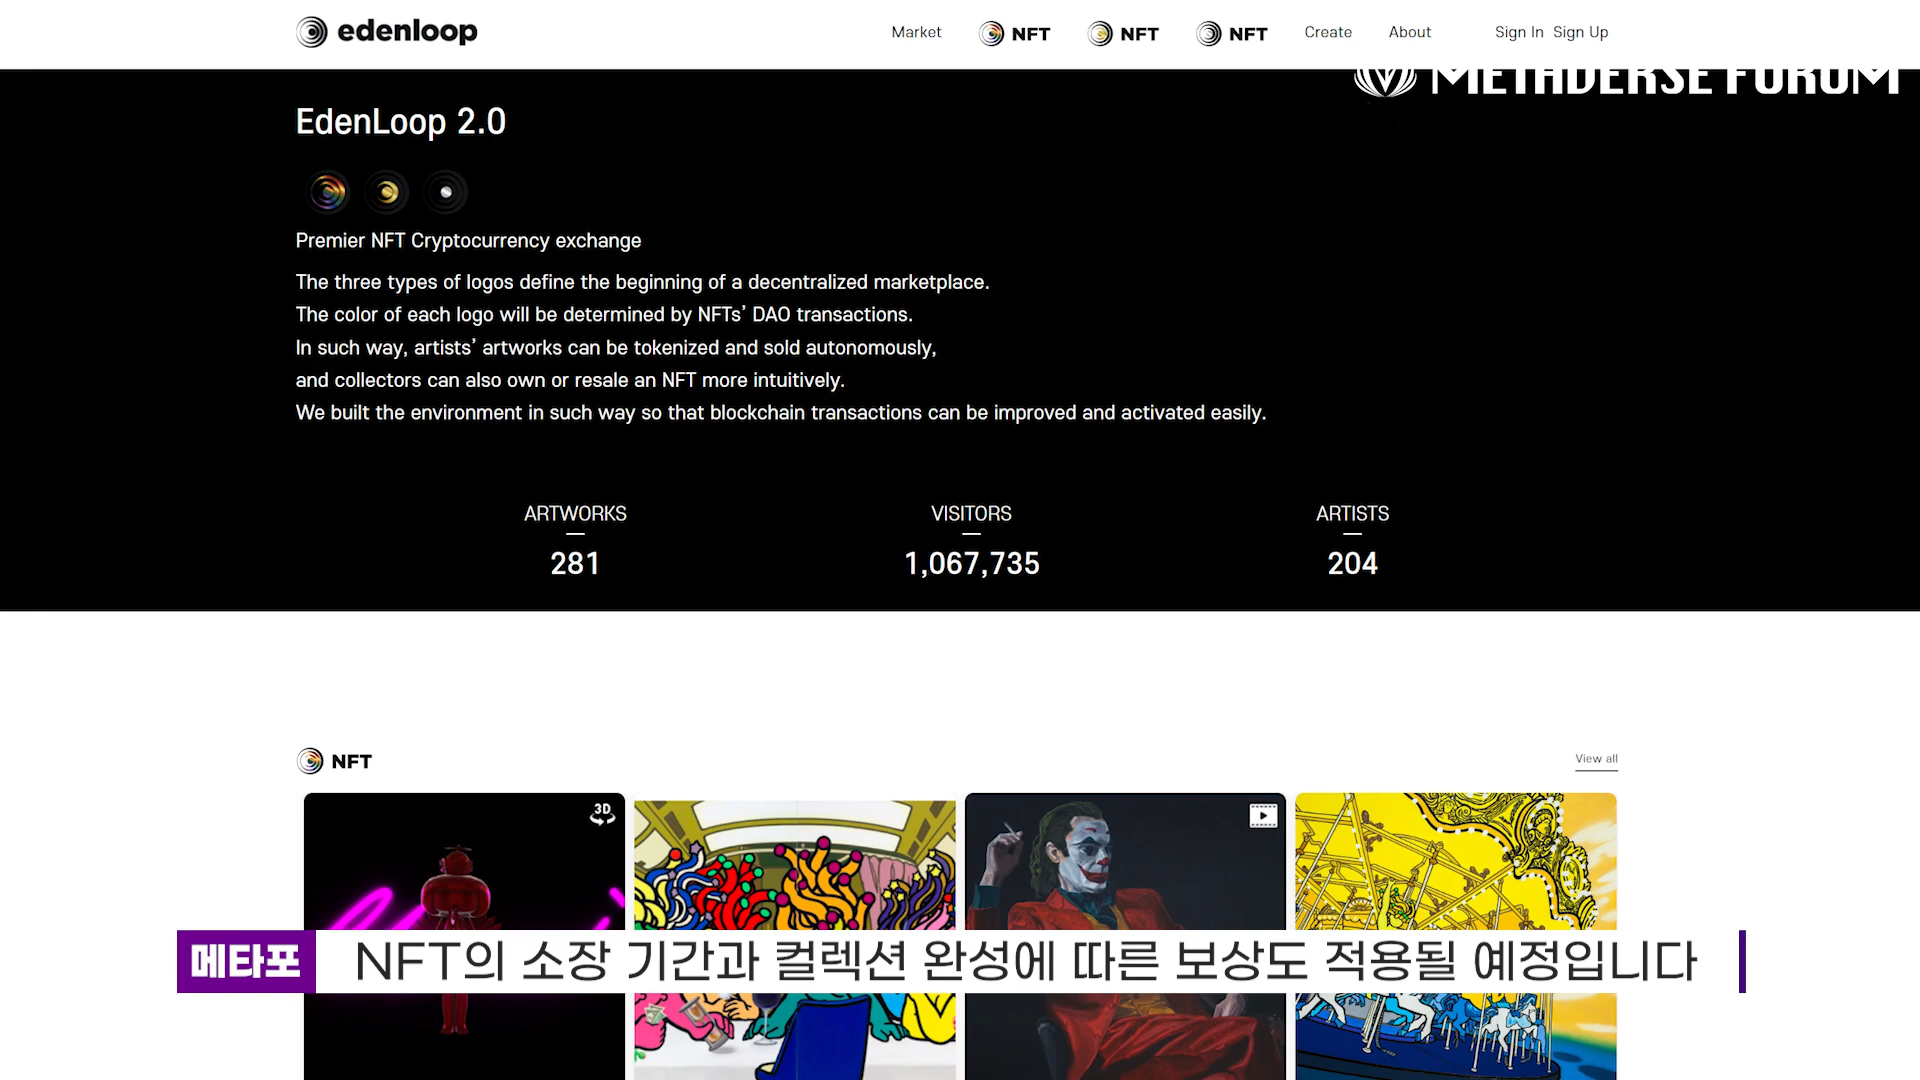 edenloop
Market NFT NFT NFT Create About Sign In Sign Up
METAVERSE FORUM
EdenLoop 2.0
Premier NFT Cryptocurrency exchange
The three types of logos define the beginning of a decentralized marketplace.
The color of each logo will be determined by NFTs’ DAO transactions.
In such way, artists’ artworks can be tokenized and sold autonomously,
and collectors can also own or resale an NFT more intuitively.
We built the environment in such way so that blockchain transactions can be improved and activated easily.
ARTWORKS VISITORS ARTISTS
281 1,067,735 204
NFT View all
3D
메타포 NFT의 소장 기간과 컬렉션 완성에 따른 보상도 적용될 예정입니다